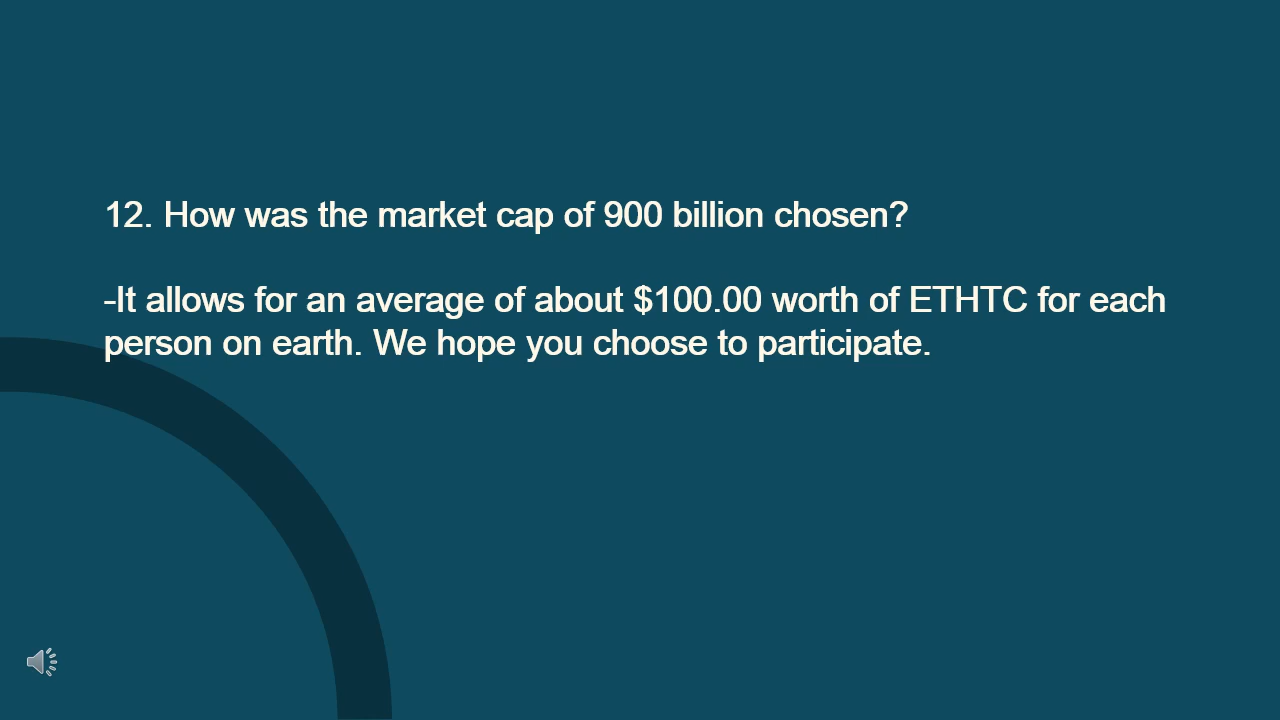 12. How was the market cap of 900 billion chosen?
-It allows for an average of about $100.00 worth of ETHTC for each
person on earth. We hope you choose to participate.